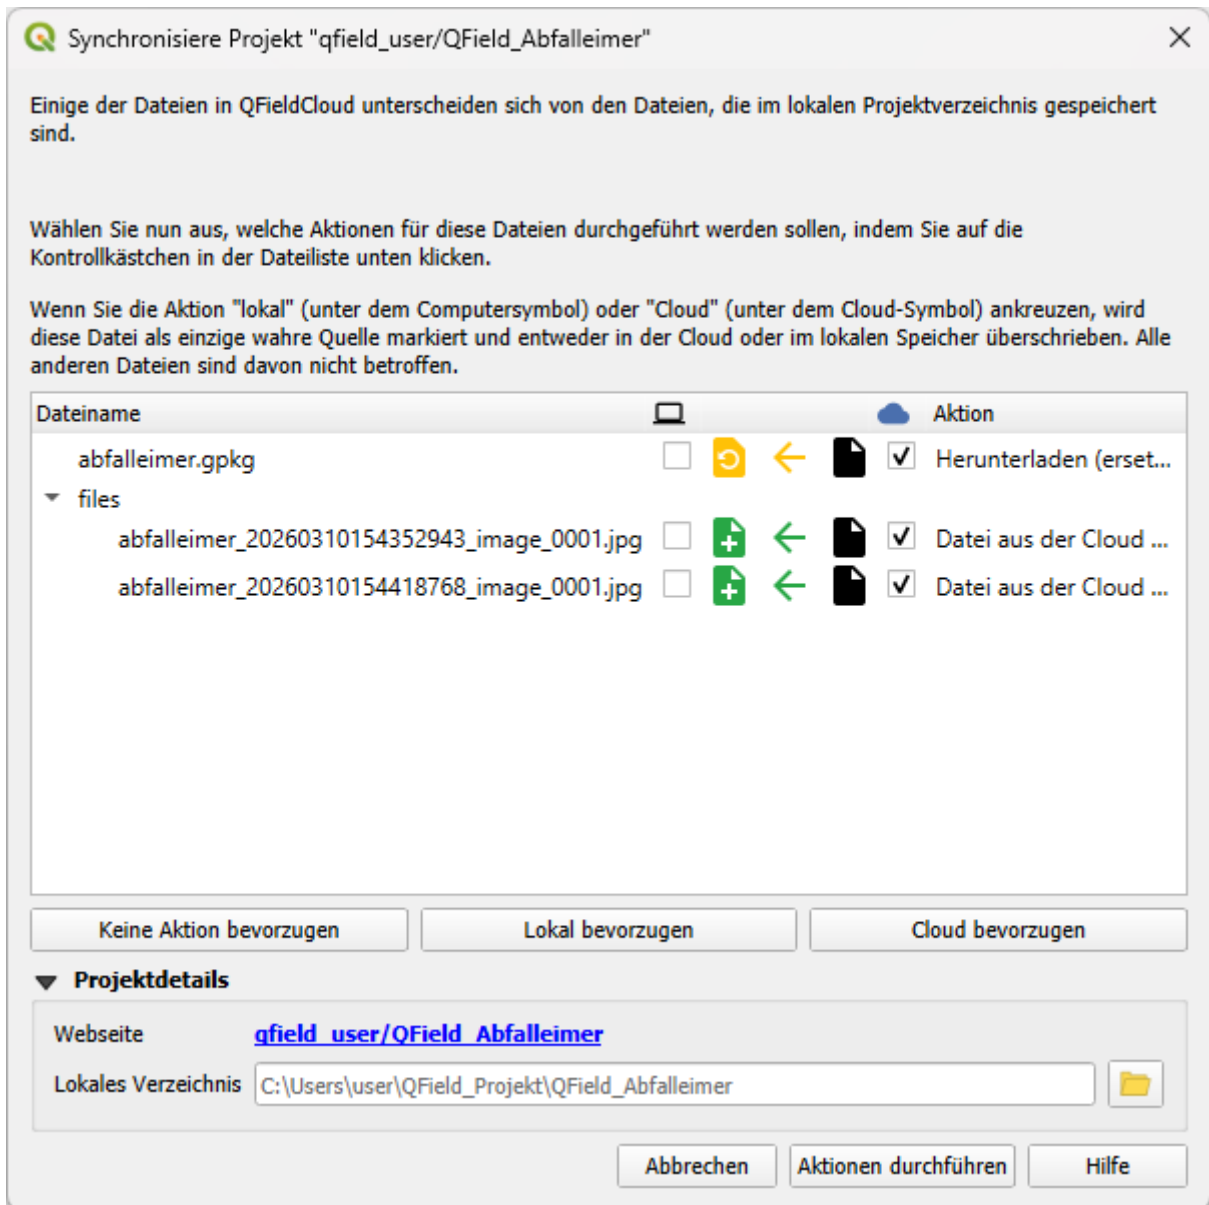 Synchronisiere Projekt "qfield_user/QField_Abfalleimer"
Einige der Dateien in QFieldCloud unterscheiden sich von den Dateien, die im lokalen Projektverzeichnis gespeichert
sind.
Wählen Sie nun aus, welche Aktionen für diese Dateien durchgeführt werden sollen, indem Sie auf die
Kontrollkästchen in der Dateiliste unten klicken.
Wenn Sie die Aktion "lokal" (unter dem Computersymbol) oder "Cloud" (unter dem Cloud-Symbol) ankreuzen, wird
diese Datei als einzige wahre Quelle markiert und entweder in der Cloud oder im lokalen Speicher überschrieben. Alle
anderen Dateien sind davon nicht betroffen.
Dateiname Aktion
abfalleimer.gpkg Herunterladen (erset...
files
abfalleimer_20260310154352943_image_0001.jpg Datei aus der Cloud ...
abfalleimer_20260310154418768_image_0001.jpg Datei aus der Cloud ...
Keine Aktion bevorzugen Lokal bevorzugen Cloud bevorzugen
Projektdetails
Webseite qfield_user/QField_Abfalleimer
Lokales Verzeichnis C:\Users\user\QField_Projekt\QField_Abfalleimer
Abbrechen Aktionen durchführen Hilfe